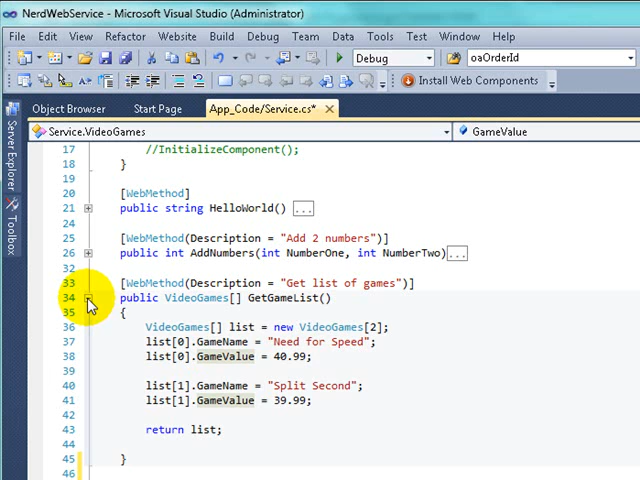 NerdWebService - Microsoft Visual Studio (Administrator)
File Edit View Refactor Website Build Debug Team Data Tools Test Window Help
Debug oaOrderId
Install Web Components
Object Browser Start Page App_Code/Service.cs*
Service.VideoGames GameValue
Server Explorer
Toolbox
17 //InitializeComponent();
18 }
19
20 [WebMethod]
21 public string HelloWorld() ...
24
25 [WebMethod(Description = "Add 2 numbers")]
26 public int AddNumbers(int NumberOne, int NumberTwo)...
32
33 [WebMethod(Description = "Get list of games")]
34 public VideoGames[] GetGameList()
35 {
36 VideoGames[] list = new VideoGames[2];
37 list[0].GameName = "Need for Speed";
38 list[0].GameValue = 40.99;
39
40 list[1].GameName = "Split Second";
41 list[1].GameValue = 39.99;
42
43 return list;
44
45 }
46